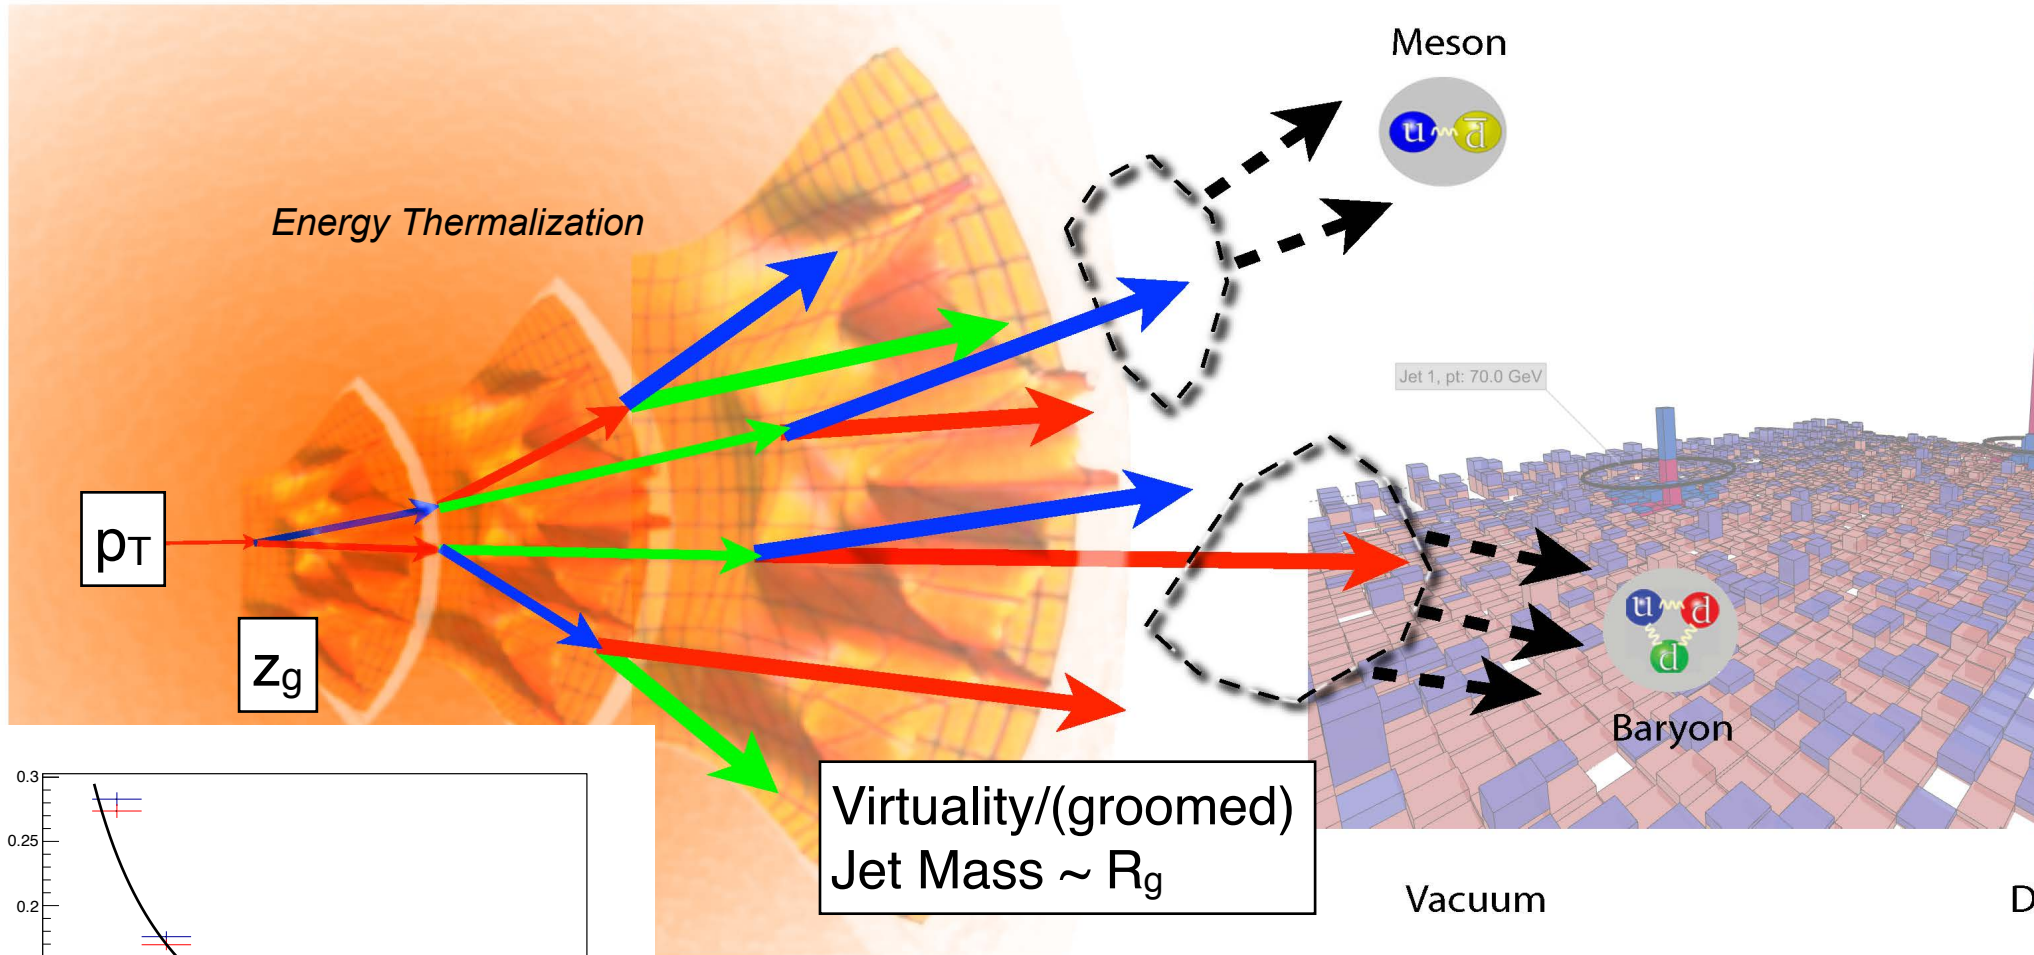 Meson
u d̅
Energy Thermalization
Jet 1, pt: 70.0 GeV
pT
zg
u d
d
Baryon
Virtuality/(groomed)
Jet Mass ~ Rg
Vacuum
D
0.3
0.25
0.2